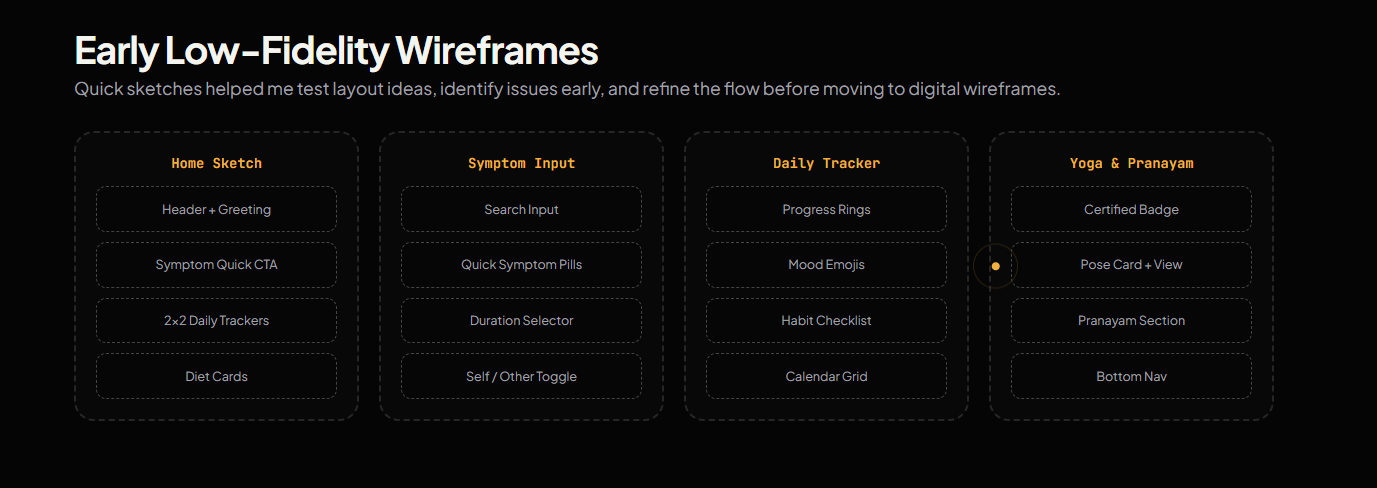 Early Low-Fidelity Wireframes
Quick sketches helped me test layout ideas, identify issues early, and refine the flow before moving to digital wireframes.
Home Sketch
Header + Greeting
Symptom Quick CTA
2×2 Daily Trackers
Diet Cards
Symptom Input
Search Input
Quick Symptom Pills
Duration Selector
Self / Other Toggle
Daily Tracker
Progress Rings
Mood Emojis
Habit Checklist
Calendar Grid
Yoga & Pranayam
Certified Badge
Pose Card + View
Pranayam Section
Bottom Nav